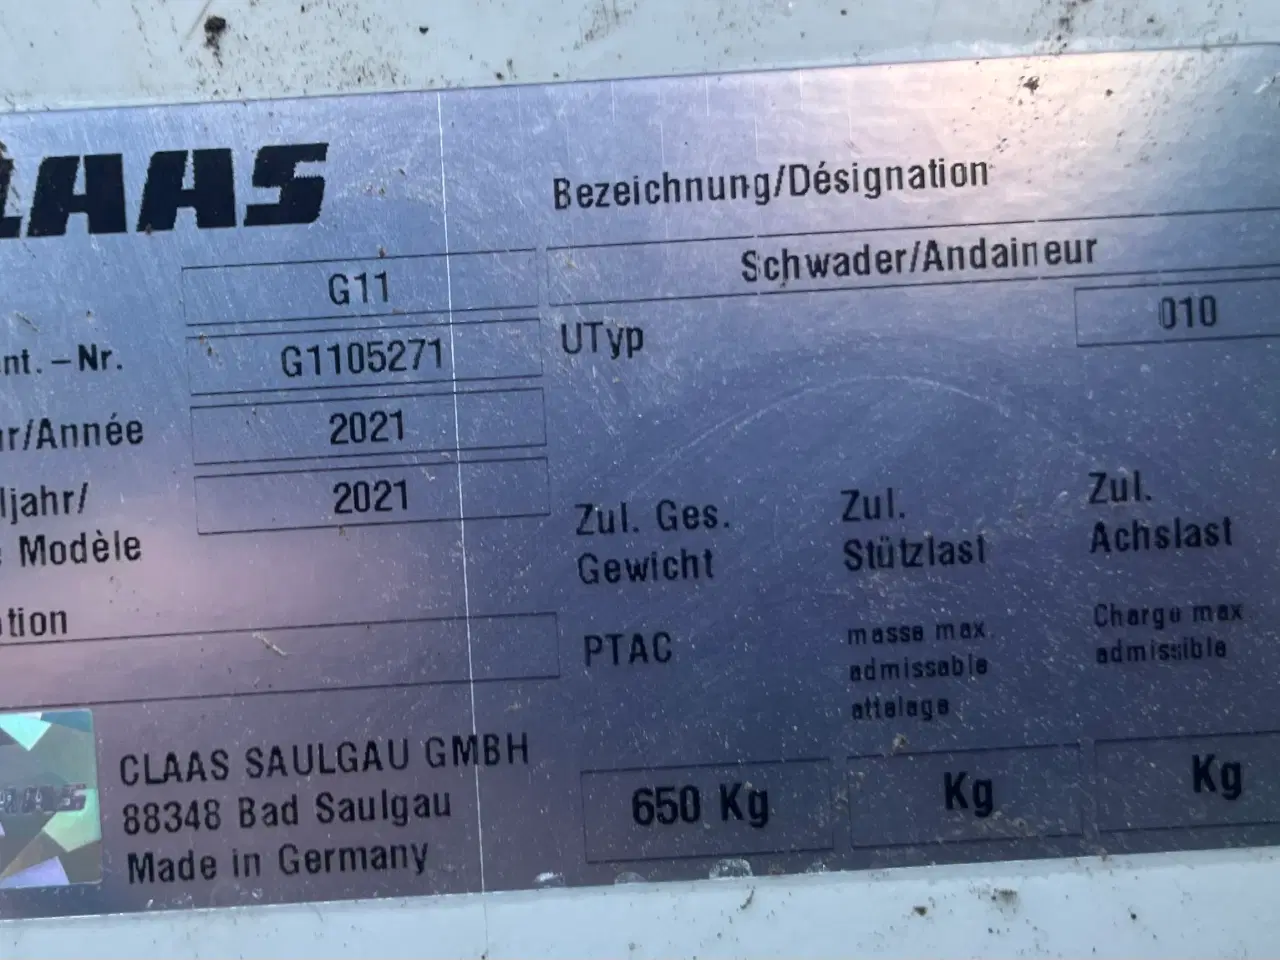 CLAAS
Bezeichnung/Désignation
G11
Schwader/Andaineur
nt. – Nr.
G1105271
UTyp
010
r/Année
2021
ljahr/
2021
Modèle
Zul. Ges.
Gewicht
Zul.
Stützlast
Zul.
Achslast
tion
PTAC
masse max
admissable
attelage
Charge max
admissible
CLAAS SAULGAU GMBH
88348 Bad Saulgau
Made in Germany
650 Kg
Kg
Kg
CLAAS